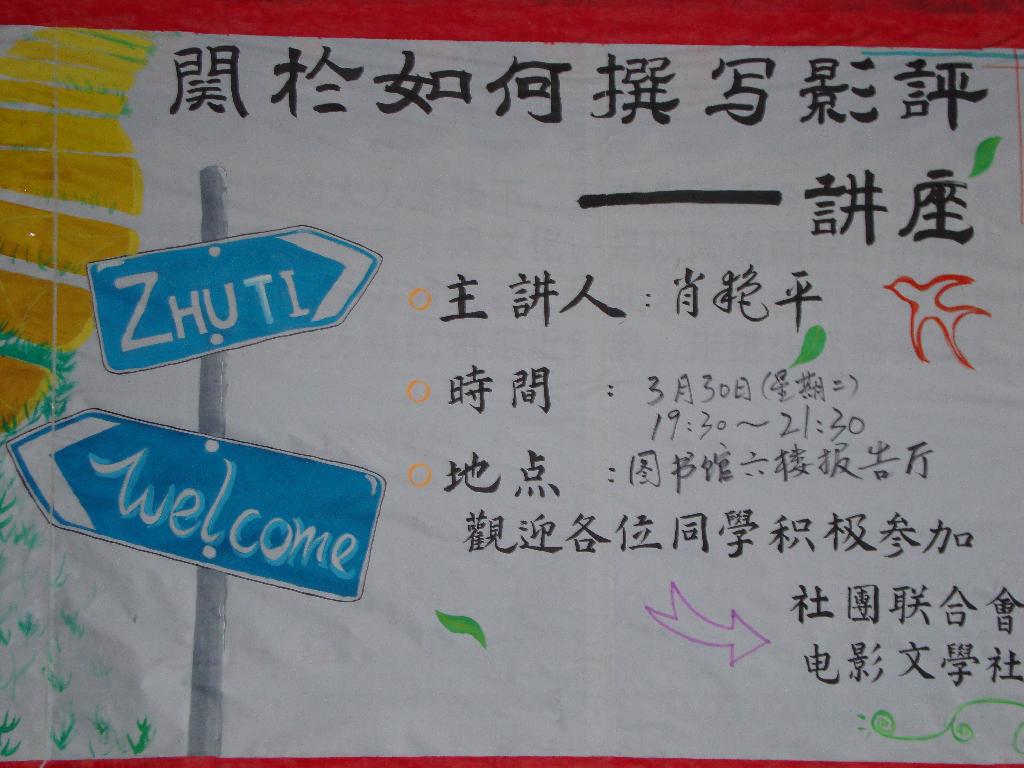 関於如何撰写影評
——講座
ZHUTI
主講人：肖艳平
時間：3月30日(星期二)
19:30～21:30
Welcome
地点：图书馆六楼报告厅
觀迎各位同學积极参加
社團联合會
电影文學社